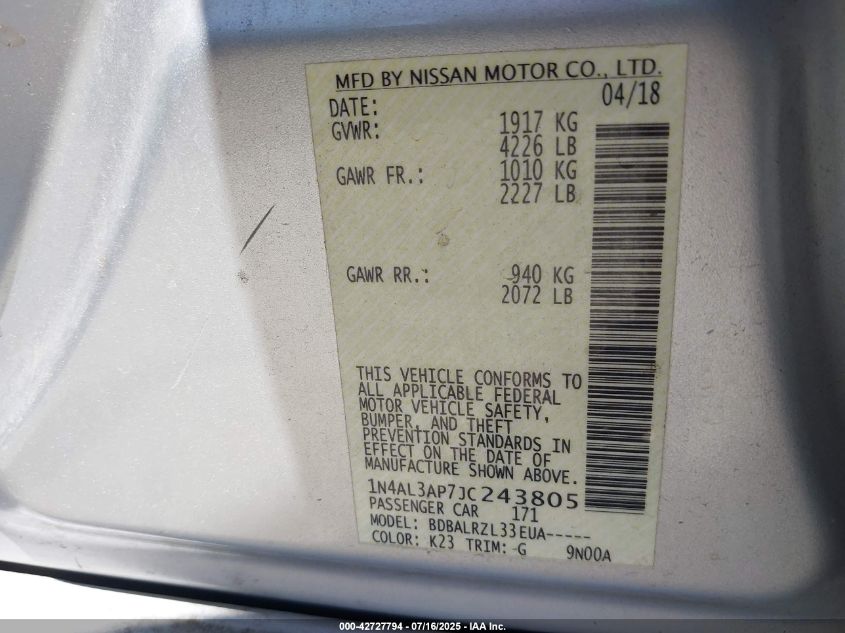 MFD BY NISSAN MOTOR CO., LTD.
DATE: 04/18
GVWR: 1917 KG
4226 LB
GAWR FR.: 1010 KG
2227 LB
GAWR RR.: 940 KG
2072 LB
THIS VEHICLE CONFORMS TO
ALL APPLICABLE FEDERAL
MOTOR VEHICLE SAFETY,
BUMPER, AND THEFT
PREVENTION STANDARDS IN
EFFECT ON THE DATE OF
MANUFACTURE SHOWN ABOVE.
1N4AL3AP7JC243805
PASSENGER CAR 171
MODEL: BDBALRZL33EUA-----
COLOR: K23 TRIM: G 9N00A
000-42727794 - 07/16/2025 - IAA Inc.